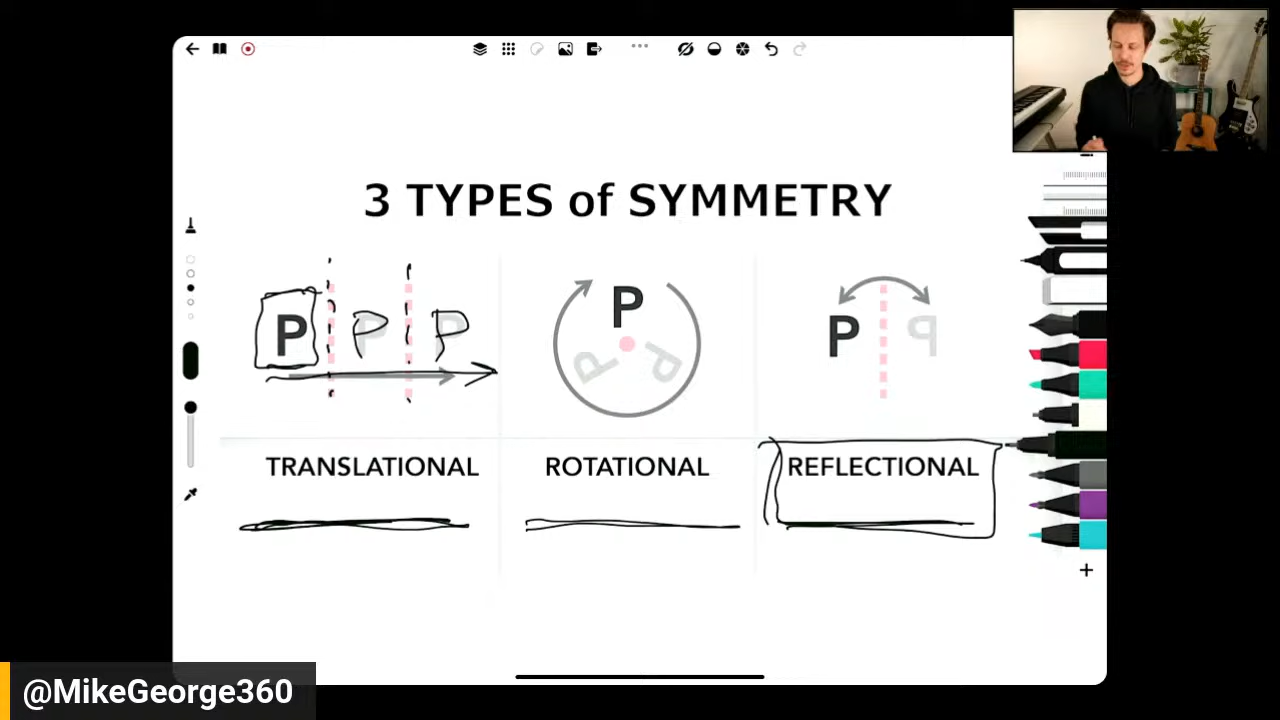 3 TYPES of SYMMETRY
P P P
P P P
P P
TRANSLATIONAL
ROTATIONAL
REFLECTIONAL
@MikeGeorge360